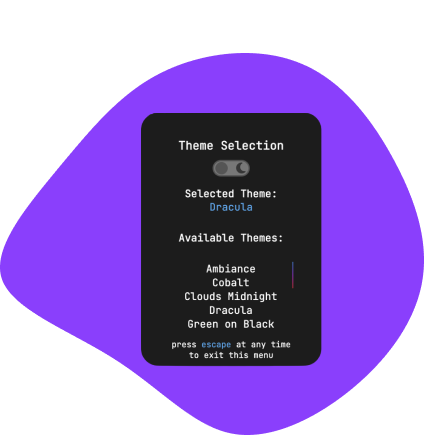 Theme Selection
Selected Theme:
Dracula
Available Themes:
Ambiance
Cobalt
Clouds Midnight
Dracula
Green on Black
press escape at any time
to exit this menu